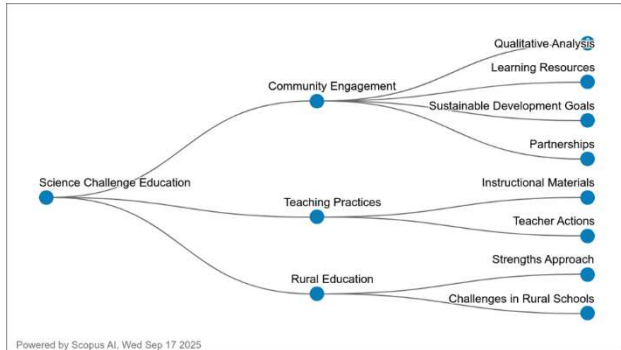 Qualitative Analysis
Learning Resources
Community Engagement
Sustainable Development Goals
Partnerships
Science Challenge Education
Instructional Materials
Teaching Practices
Teacher Actions
Strengths Approach
Rural Education
Challenges in Rural Schools
Powered by Scopus AI, Wed Sep 17 2025